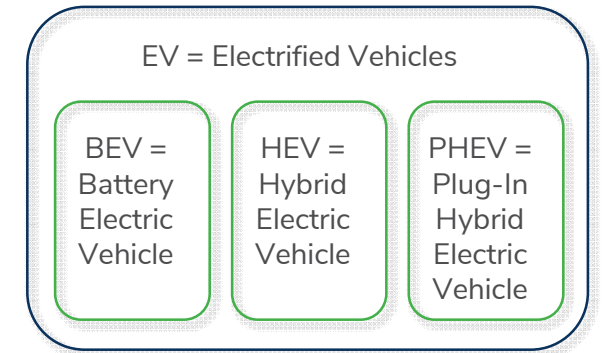 EV = Electrified Vehicles
BEV =
Battery
Electric
Vehicle
HEV =
Hybrid
Electric
Vehicle
PHEV =
Plug-In
Hybrid
Electric
Vehicle